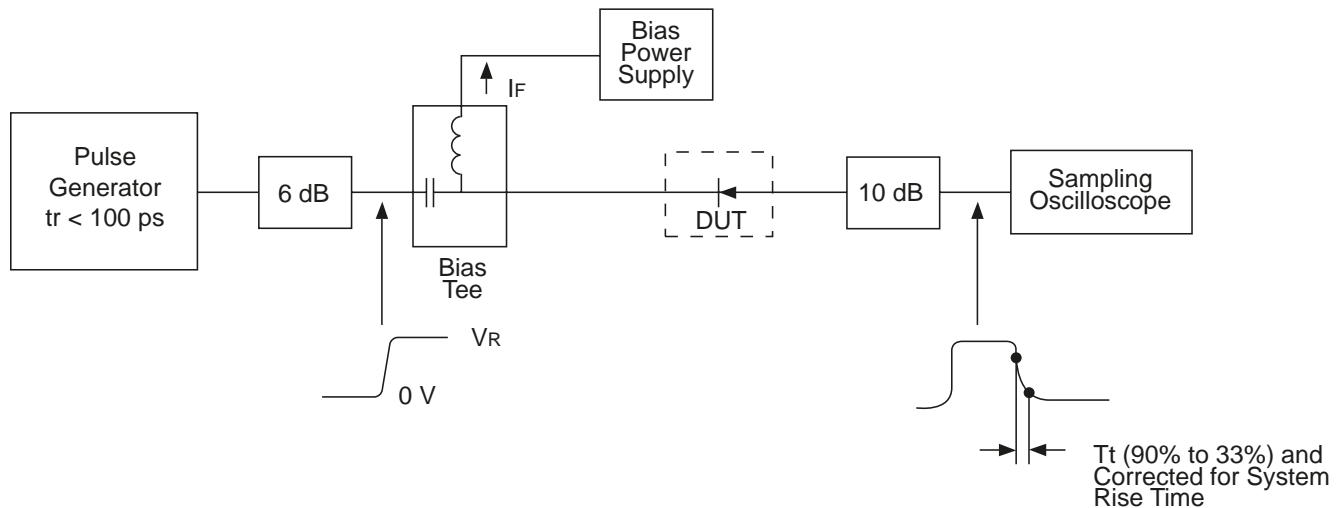 Bias
Power
Supply
IF
Pulse
Generator
tr < 100 ps
6 dB
Bias
Tee
DUT
10 dB
Sampling
Oscilloscope
VR
0 V
Tt (90% to 33%) and
Corrected for System
Rise Time